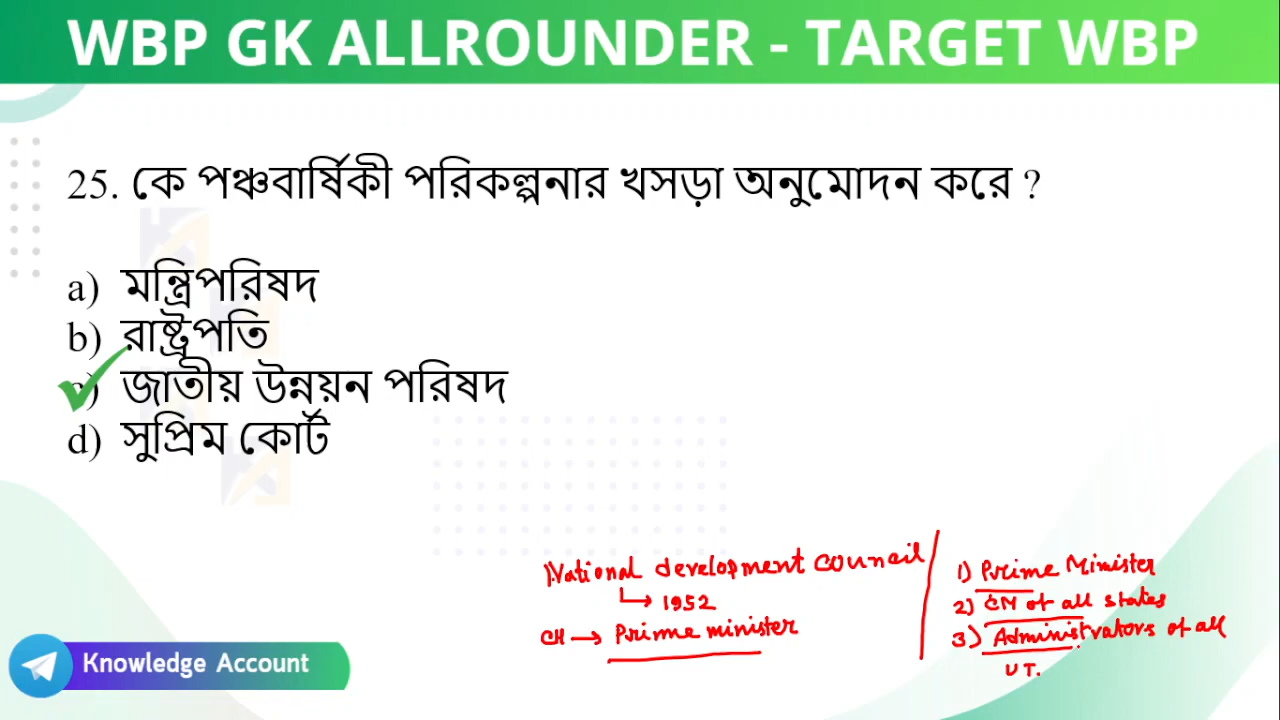 WBP GK ALLROUNDER - TARGET WBP
25. কে পঞ্চবার্ষিকী পরিকল্পনার খসড়া অনুমোদন করে ?
a) মন্ত্রিপরিষদ
b) রাষ্ট্রপতি
c) জাতীয় উন্নয়ন পরিষদ
d) সুপ্রিম কোর্ট
National development council
→ 1952
CH → Prime minister
1) Prime Minister
2) CM of all states
3) Administrators of all
UT.
Knowledge Account